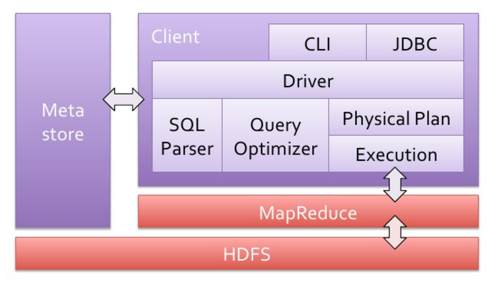 Client
CLI
JDBC
Driver
Meta
store
SQL
Parser
Query
Optimizer
Physical Plan
Execution
MapReduce
HDFS